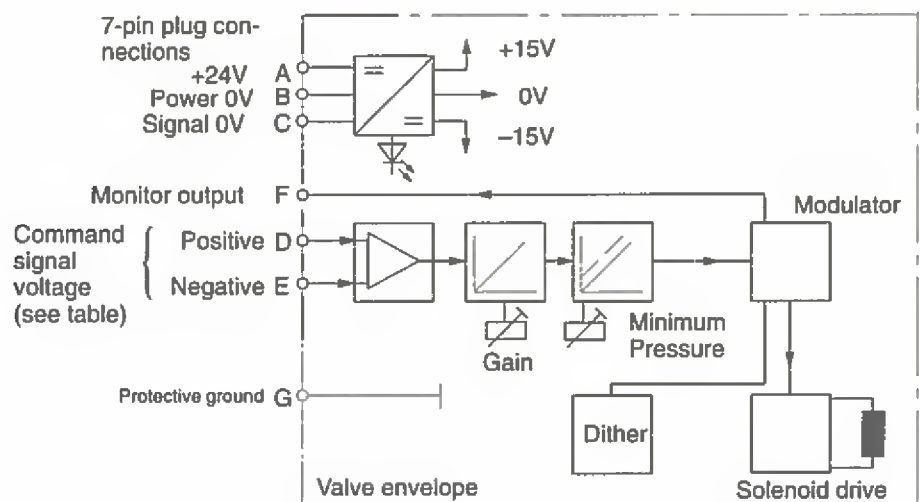 7-pin plug con-
nections
+24V A
Power 0V B
Signal 0V C
+15V
0V
–15V
Monitor output F
Modulator
Command
signal
voltage
(see table)
Positive D
Negative E
Gain
Minimum
Pressure
Protective ground G
Dither
Valve envelope
Solenoid drive